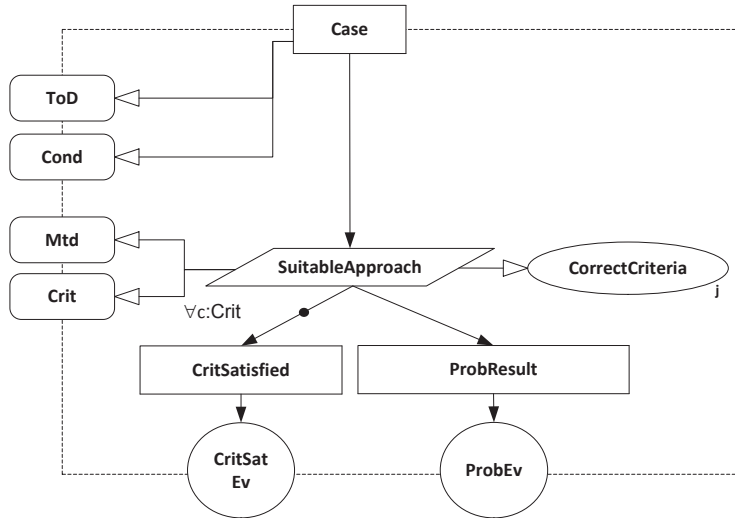 Case
ToD
Cond
Mtd
SuitableApproach
CorrectCriteria
j
Crit
∀c:Crit
CritSatisfied
ProbResult
CritSat
Ev
ProbEv